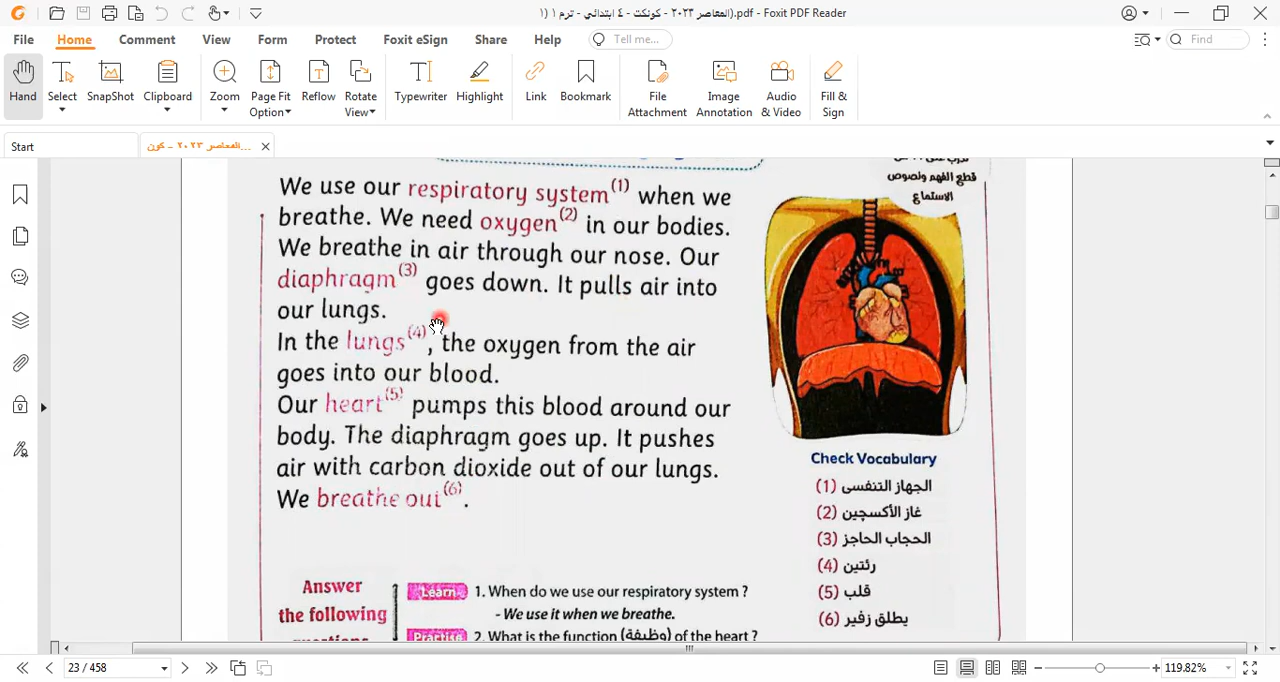 المعاصر ٢٠٢٣ - كونكت - ٤ ابتدائي - ترم ١ (١).pdf - Foxit PDF Reader
File Home Comment View Form Protect Foxit eSign Share Help Tell me... Find
Hand Select SnapShot Clipboard Zoom Page Fit Option Reflow Rotate View Typewriter Highlight Link Bookmark File Attachment Image Annotation Audio & Video Fill & Sign
Start المعاصر ٢٠٢٣ - كون...
قطع الفهم ونصوص
الاستماع
We use our respiratory system(1) when we
breathe. We need oxygen(2) in our bodies.
We breathe in air through our nose. Our
diaphragm(3) goes down. It pulls air into
our lungs.
In the lungs(4), the oxygen from the air
goes into our blood.
Our heart(5) pumps this blood around our
body. The diaphragm goes up. It pushes
air with carbon dioxide out of our lungs.
We breathe out(6).
Check Vocabulary
(1) الجهاز التنفسى
(2) غاز الأكسچين
(3) الحجاب الحاجز
(4) رئتين
(5) قلب
(6) يطلق زفير
Answer
the following
Learn 1. When do we use our respiratory system ?
- We use it when we breathe.
Practise 2. What is the function (وظيفة) of the heart ?
23 / 458
119.82%